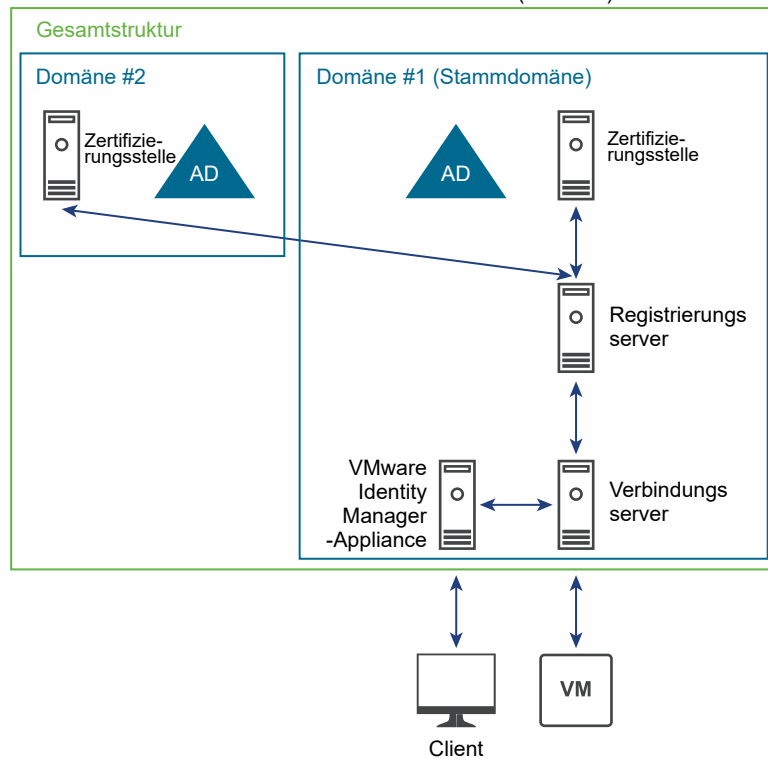 Gesamtstruktur
Domäne #2
Domäne #1 (Stammdomäne)
Zertifizie-
rungsstelle
AD
AD
Zertifizie-
rungsstelle
Registrierungs
server
VMware
Identity
Manager
-Appliance
Verbindungs
server
VM
Client